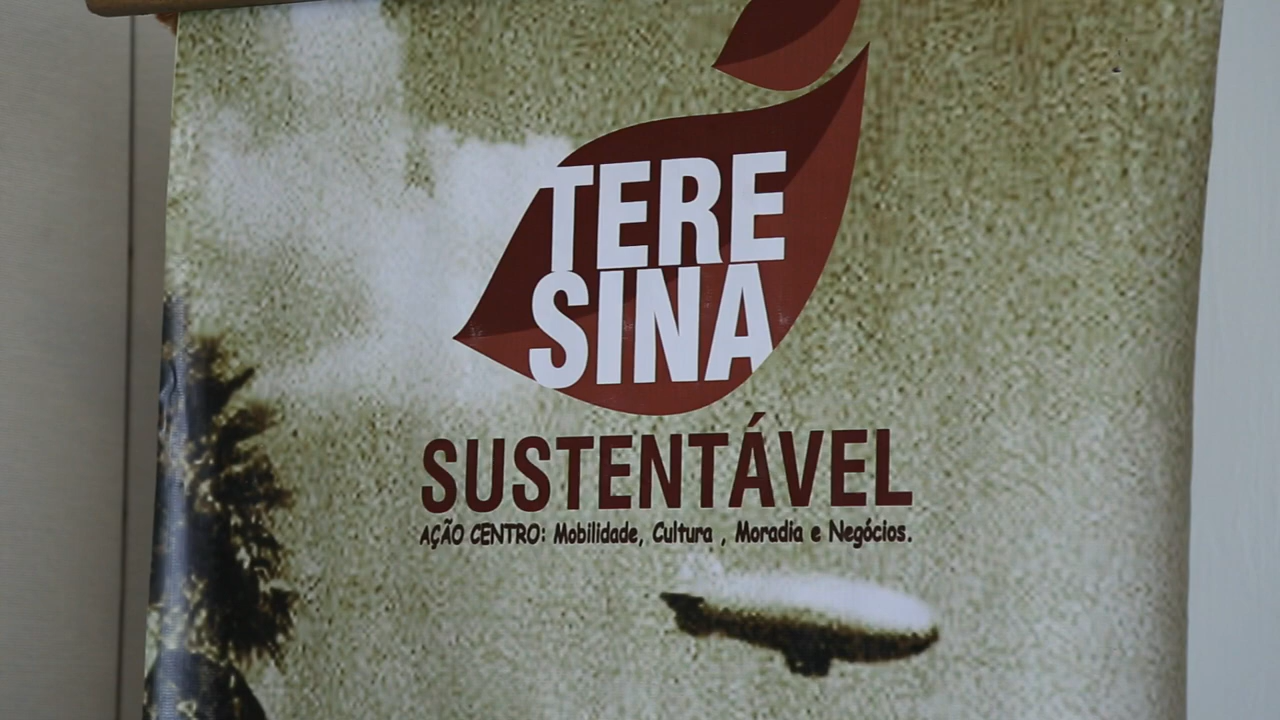 TERE
SINA
SUSTENTÁVEL
AÇÃO CENTRO: Mobilidade, Cultura , Moradia e Negócios.